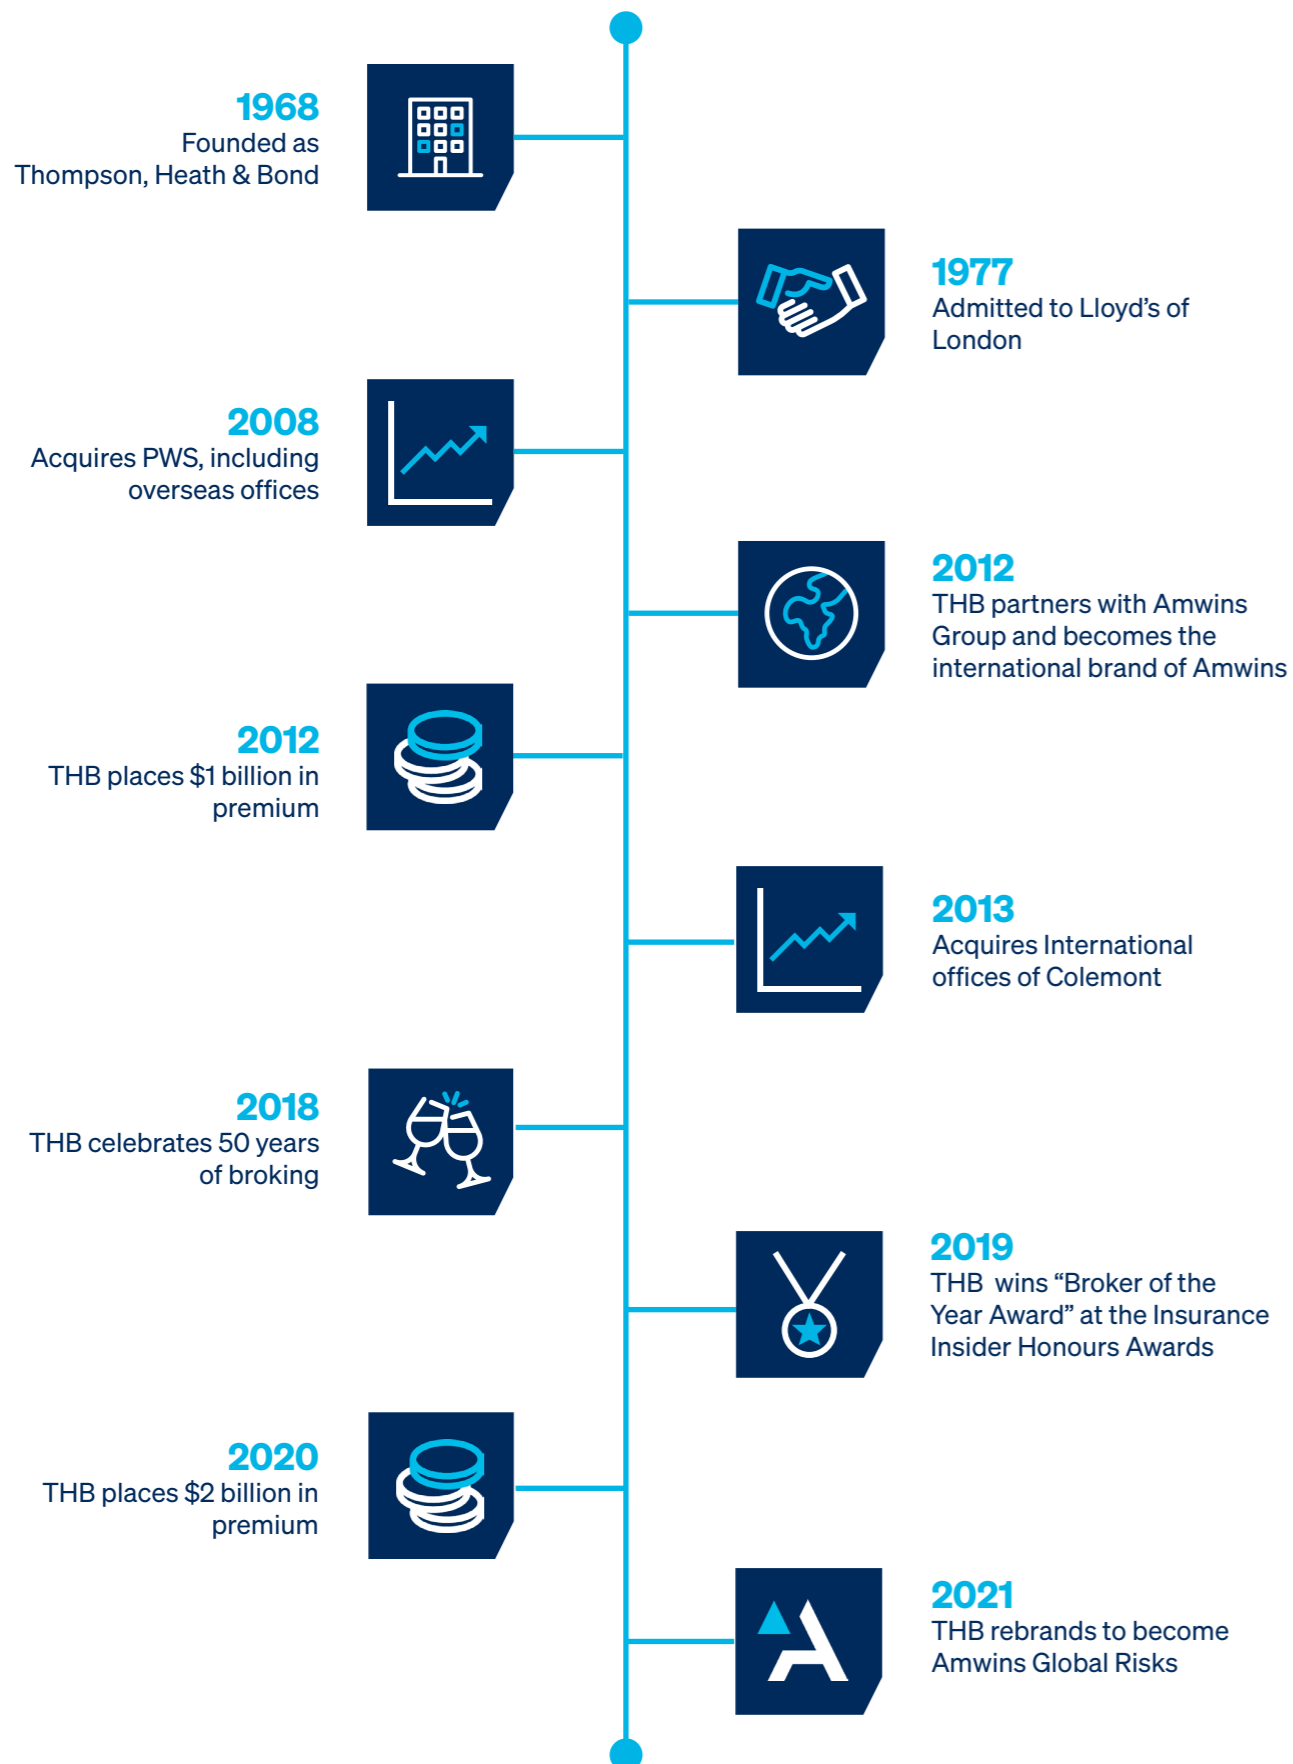 1968
Founded as
Thompson, Heath & Bond
1977
Admitted to Lloyd’s of
London
2008
Acquires PWS, including
overseas offices
2012
THB partners with Amwins
Group and becomes the
international brand of Amwins
2012
THB places $1 billion in
premium
2013
Acquires International
offices of Colemont
2018
THB celebrates 50 years
of broking
2019
THB wins “Broker of the
Year Award” at the Insurance
Insider Honours Awards
2020
THB places $2 billion in
premium
2021
THB rebrands to become
Amwins Global Risks